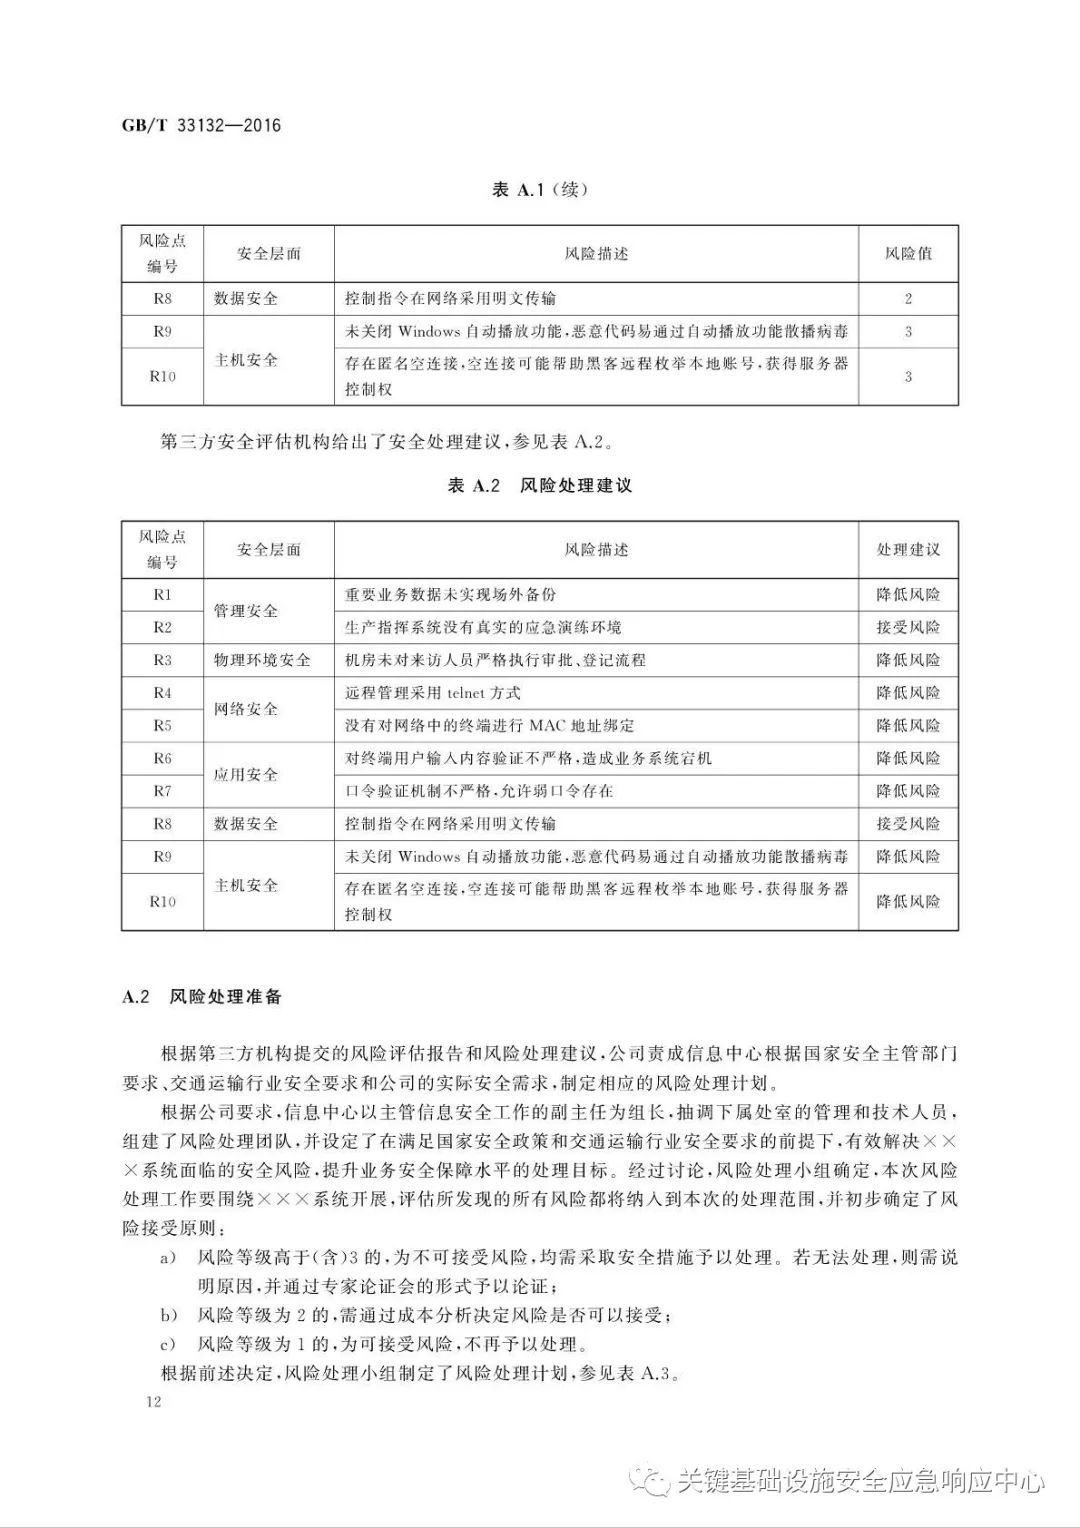 GB/T 33132—2016
表 A.1（续）
风险点
编号 安全层面 风险描述 风险值
R8 数据安全 控制指令在网络采用明文传输 2
R9 主机安全 未关闭 Windows 自动播放功能,恶意代码易通过自动播放功能散播病毒 3
R10 存在匿名空连接,空连接可能帮助黑客远程枚举本地账号,获得服务器
控制权 3
第三方安全评估机构给出了安全处理建议,参见表 A.2。
表 A.2 风险处理建议
风险点
编号 安全层面 风险描述 处理建议
R1 管理安全 重要业务数据未实现场外备份 降低风险
R2 生产指挥系统没有真实的应急演练环境 接受风险
R3 物理环境安全 机房未对来访人员严格执行审批、登记流程 降低风险
R4 网络安全 远程管理采用 telnet 方式 降低风险
R5 没有对网络中的终端进行 MAC 地址绑定 降低风险
R6 应用安全 对终端用户输入内容验证不严格,造成业务系统宕机 降低风险
R7 口令验证机制不严格,允许弱口令存在 降低风险
R8 数据安全 控制指令在网络采用明文传输 接受风险
R9 主机安全 未关闭 Windows 自动播放功能,恶意代码易通过自动播放功能散播病毒 降低风险
R10 存在匿名空连接,空连接可能帮助黑客远程枚举本地账号,获得服务器
控制权 降低风险
A.2 风险处理准备
根据第三方机构提交的风险评估报告和风险处理建议,公司责成信息中心根据国家安全主管部门
要求、交通运输行业安全要求和公司的实际安全需求,制定相应的风险处理计划。
根据公司要求,信息中心以主管信息安全工作的副主任为组长,抽调下属处室的管理和技术人员,
组建了风险处理团队,并设定了在满足国家安全政策和交通运输行业安全要求的前提下,有效解决××
×系统面临的安全风险,提升业务安全保障水平的处理目标。经过讨论,风险处理小组确定,本次风险
处理工作要围绕×××系统开展,评估所发现的所有风险都将纳入到本次的处理范围,并初步确定了风
险接受原则:
a) 风险等级高于(含)3 的,为不可接受风险,均需采取安全措施予以处理。若无法处理,则需说
明原因,并通过专家论证会的形式予以论证;
b) 风险等级为 2 的,需通过成本分析决定风险是否可以接受;
c) 风险等级为 1 的,为可接受风险,不再予以处理。
根据前述决定,风险处理小组制定了风险处理计划,参见表 A.3。
12
关键基础设施安全应急响应中心